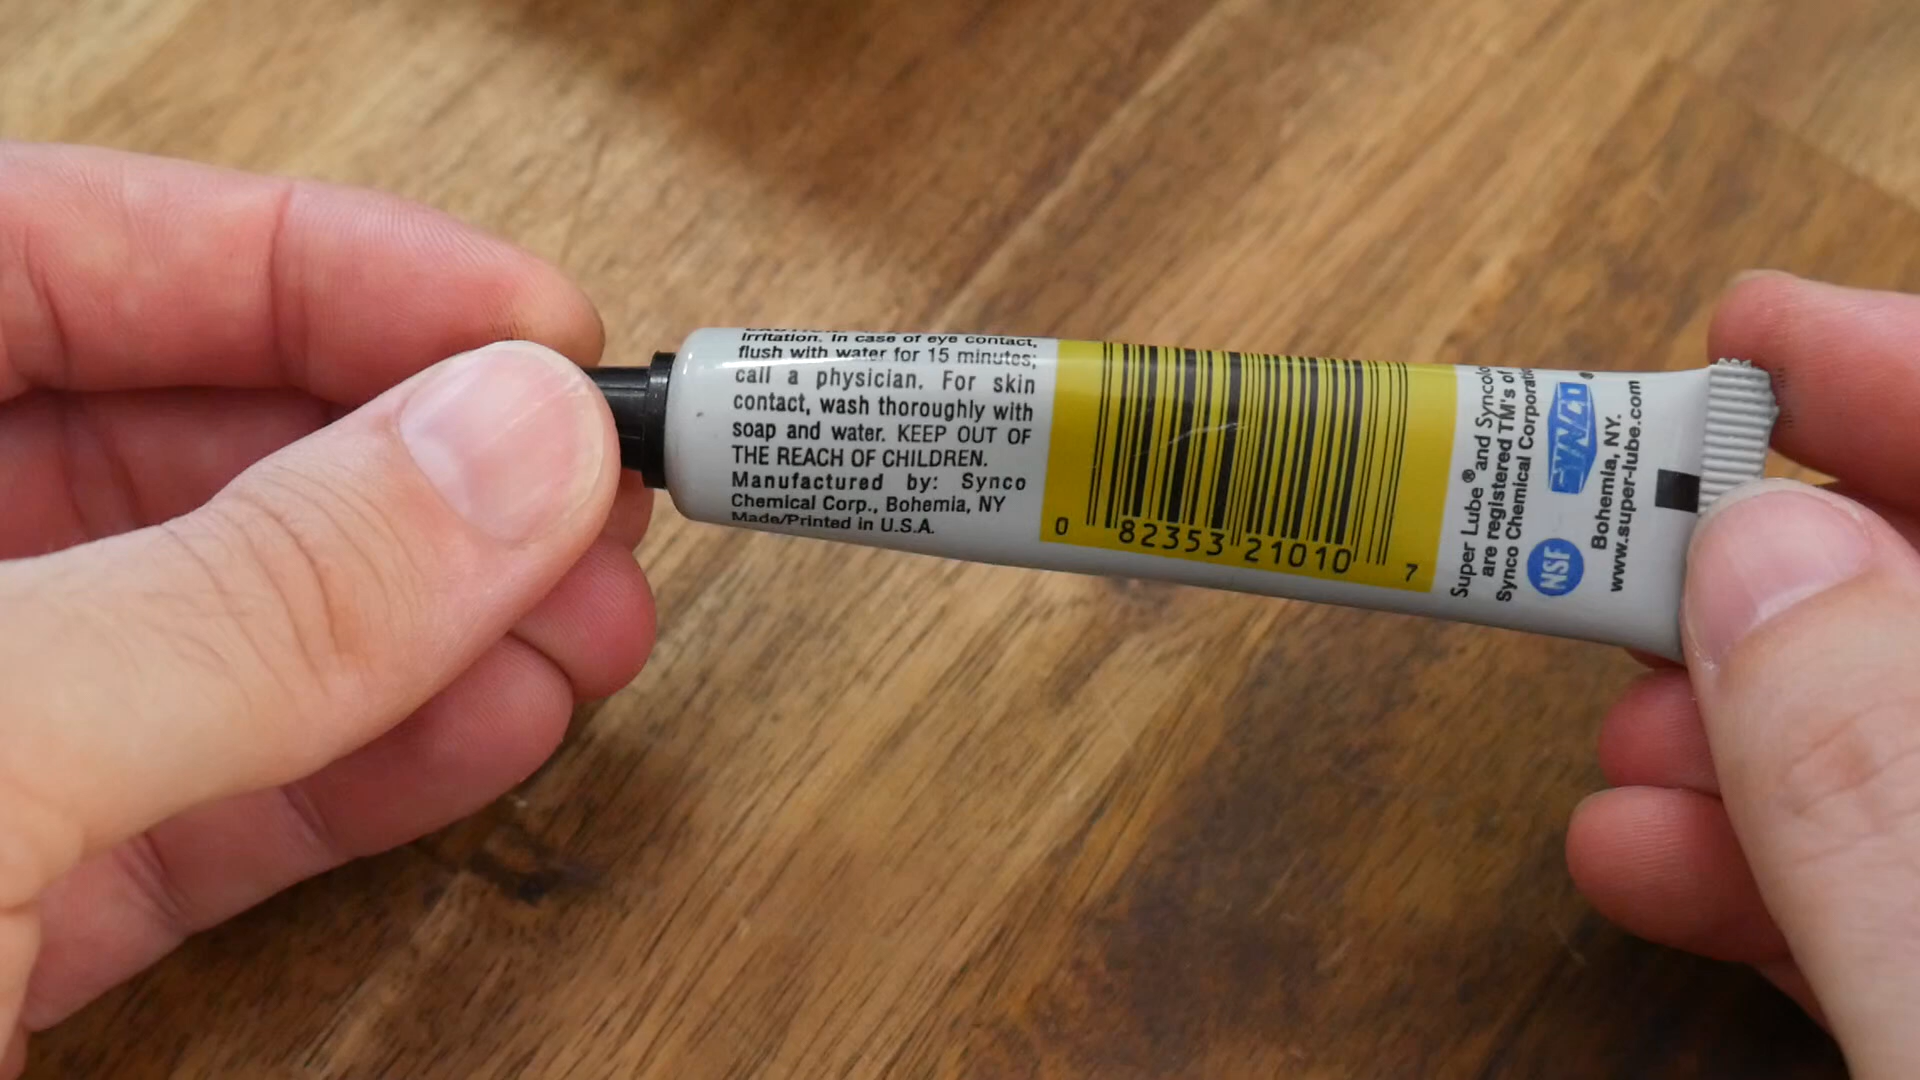 CAUTION:
irritation. In case of eye contact,
flush with water for 15 minutes;
call a physician. For skin
contact, wash thoroughly with
soap and water. KEEP OUT OF
THE REACH OF CHILDREN.
Manufactured by: Synco
Chemical Corp., Bohemia, NY
Made/Printed in U.S.A.
0 82353 21010 7
Super Lube® and Syncolo
are registered TM's of
Synco Chemical Corporatio
SYNCO ®
NSF
Bohemia, NY.
www.super-lube.com